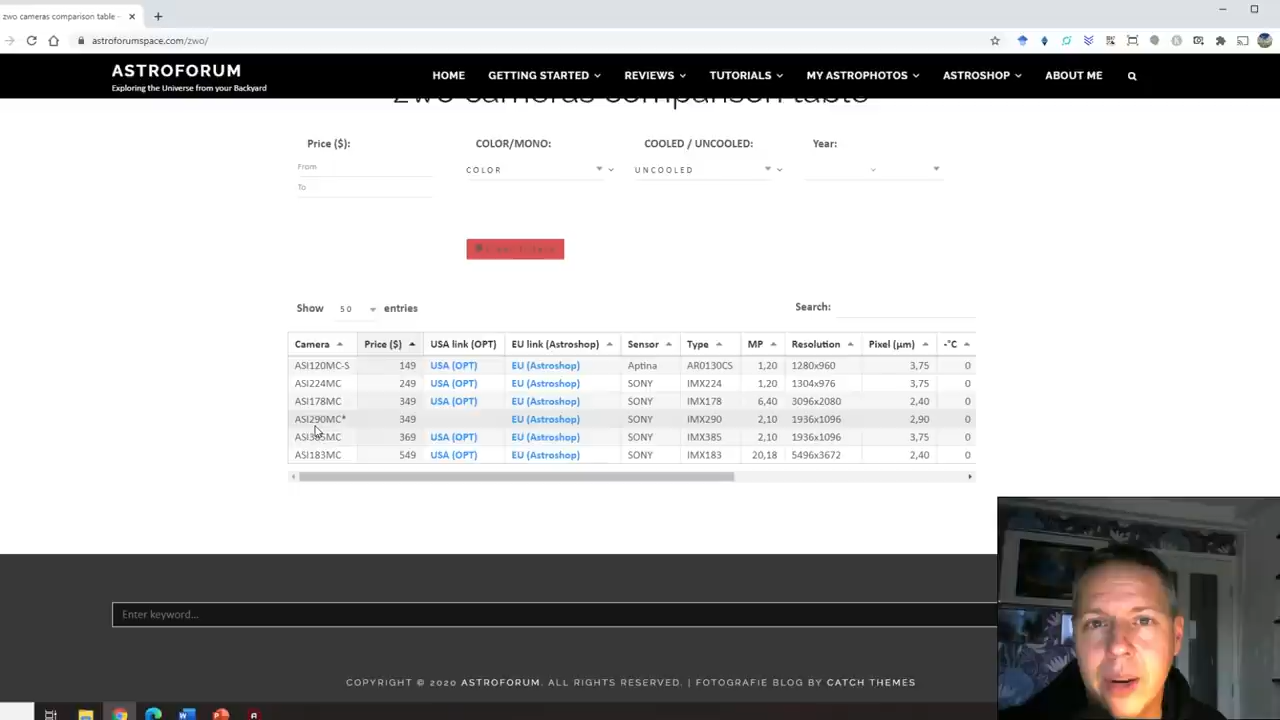 zwo cameras comparison table -
astroforumspace.com/zwo/
ASTROFORUM
Exploring the Universe from your Backyard
HOME
GETTING STARTED
REVIEWS
TUTORIALS
MY ASTROPHOTOS
ASTROSHOP
ABOUT ME
zwo cameras comparison table
Price ($):
COLOR/MONO:
COOLED / UNCOOLED:
Year:
From
COLOR
UNCOOLED
To
Show 50 entries
Search:
Camera Price ($) USA link (OPT) EU link (Astroshop) Sensor Type MP Resolution Pixel (µm) -°C
ASI120MC-S 149 USA (OPT) EU (Astroshop) Aptina AR0130CS 1,20 1280x960 3,75 0
ASI224MC 249 USA (OPT) EU (Astroshop) SONY IMX224 1,20 1304x976 3,75 0
ASI178MC 349 USA (OPT) EU (Astroshop) SONY IMX178 6,40 3096x2080 2,40 0
ASI290MC* 349 EU (Astroshop) SONY IMX290 2,10 1936x1096 2,90 0
ASI385MC 369 USA (OPT) EU (Astroshop) SONY IMX385 2,10 1936x1096 3,75 0
ASI183MC 549 USA (OPT) EU (Astroshop) SONY IMX183 20,18 5496x3672 2,40 0
Enter keyword...
COPYRIGHT © 2020 ASTROFORUM. ALL RIGHTS RESERVED. | FOTOGRAFIE BLOG BY CATCH THEMES